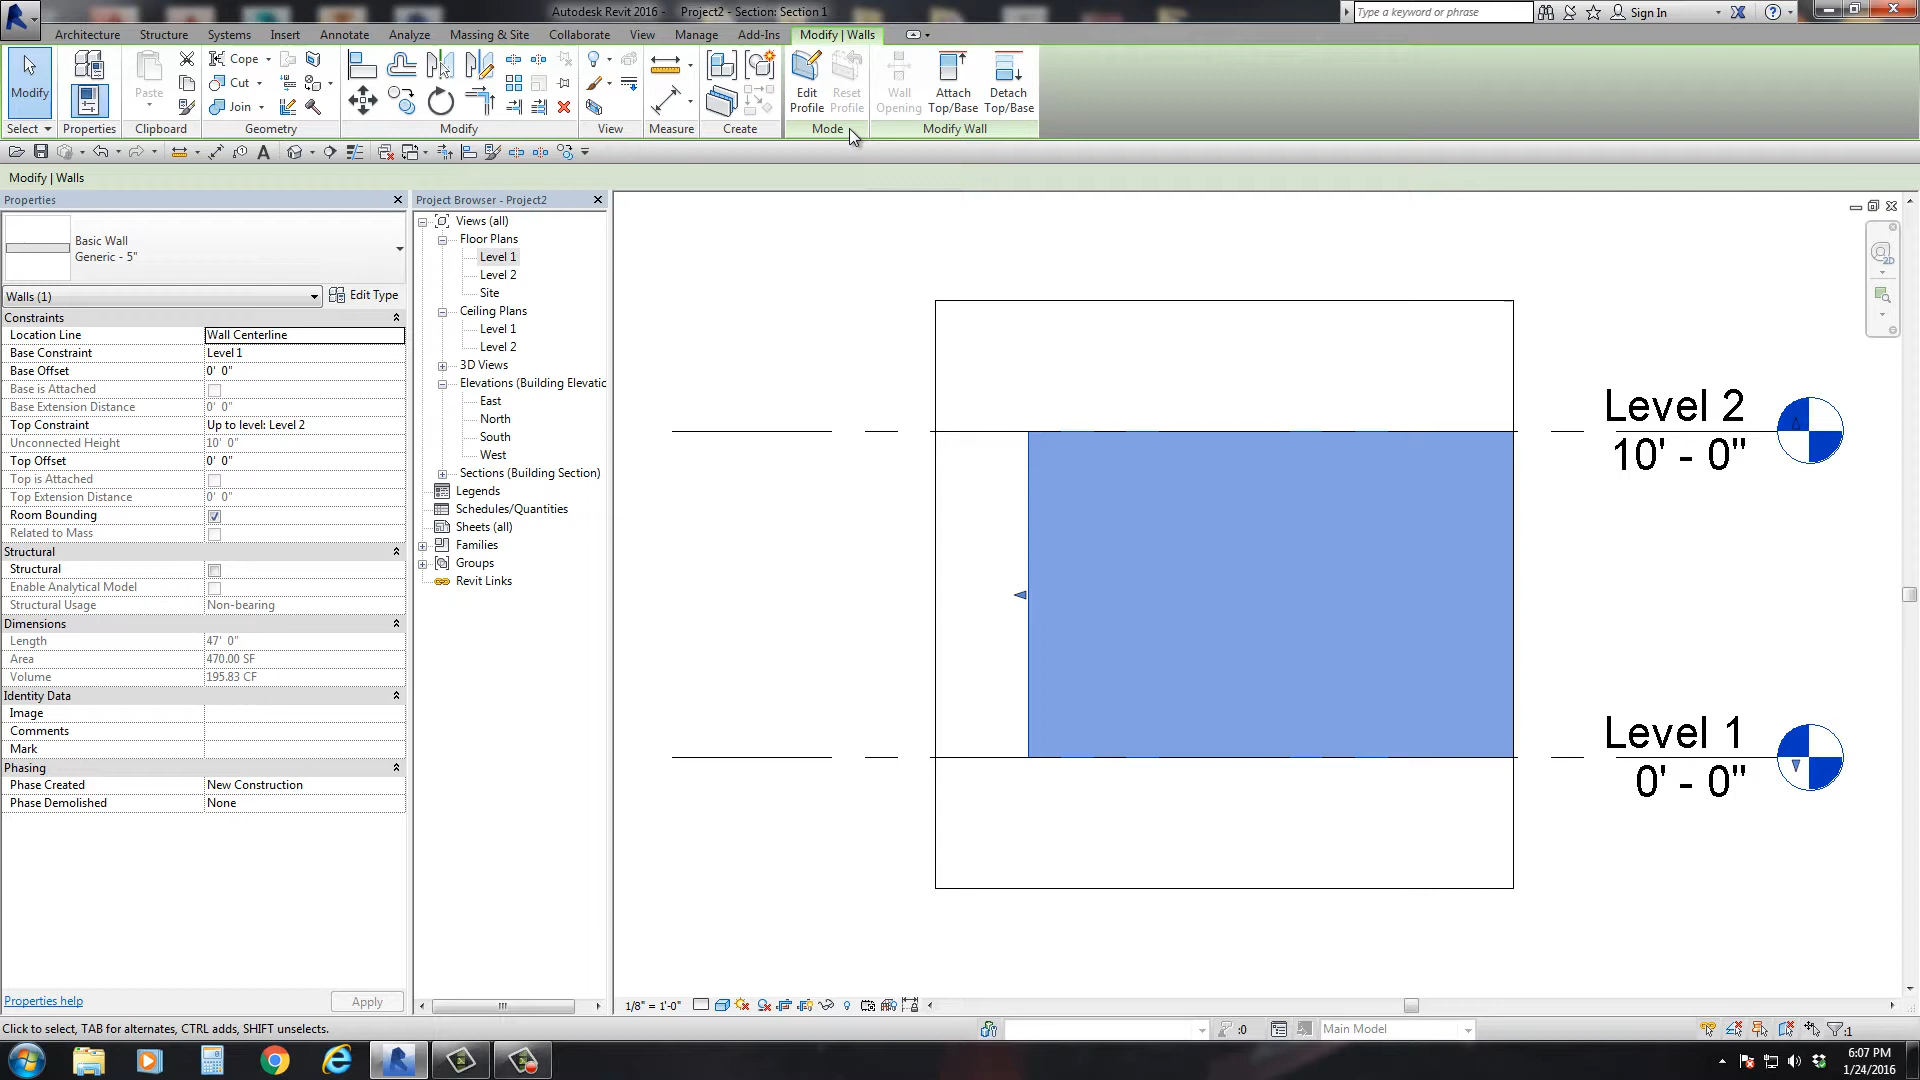 Autodesk Revit 2016 - Project2 - Section: Section 1
Type a keyword or phrase
Sign In
Architecture Structure Systems Insert Annotate Analyze Massing & Site Collaborate View Manage Add-Ins Modify | Walls
Modify
Paste
Cope
Cut
Join
Edit Profile
Reset Profile
Wall Opening
Attach Top/Base
Detach Top/Base
Select Properties Clipboard Geometry Modify View Measure Create Mode Modify Wall
Modify | Walls
Properties
Basic Wall
Generic - 5"
Walls (1) Edit Type
Constraints
Location Line Wall Centerline
Base Constraint Level 1
Base Offset 0' 0"
Base is Attached
Base Extension Distance 0' 0"
Top Constraint Up to level: Level 2
Unconnected Height 10' 0"
Top Offset 0' 0"
Top is Attached
Top Extension Distance 0' 0"
Room Bounding
Related to Mass
Structural
Structural
Enable Analytical Model
Structural Usage Non-bearing
Dimensions
Length 47' 0"
Area 470.00 SF
Volume 195.83 CF
Identity Data
Image
Comments
Mark
Phasing
Phase Created New Construction
Phase Demolished None
Properties help Apply
Project Browser - Project2
Views (all)
Floor Plans
Level 1
Level 2
Site
Ceiling Plans
Level 1
Level 2
3D Views
Elevations (Building Elevatio
East
North
South
West
Sections (Building Section)
Legends
Schedules/Quantities
Sheets (all)
Families
Groups
Revit Links
2D
Level 2
10' - 0"
Level 1
0' - 0"
1/8" = 1'-0"
Click to select, TAB for alternates, CTRL adds, SHIFT unselects.
:0
Main Model
:1
6:07 PM
1/24/2016